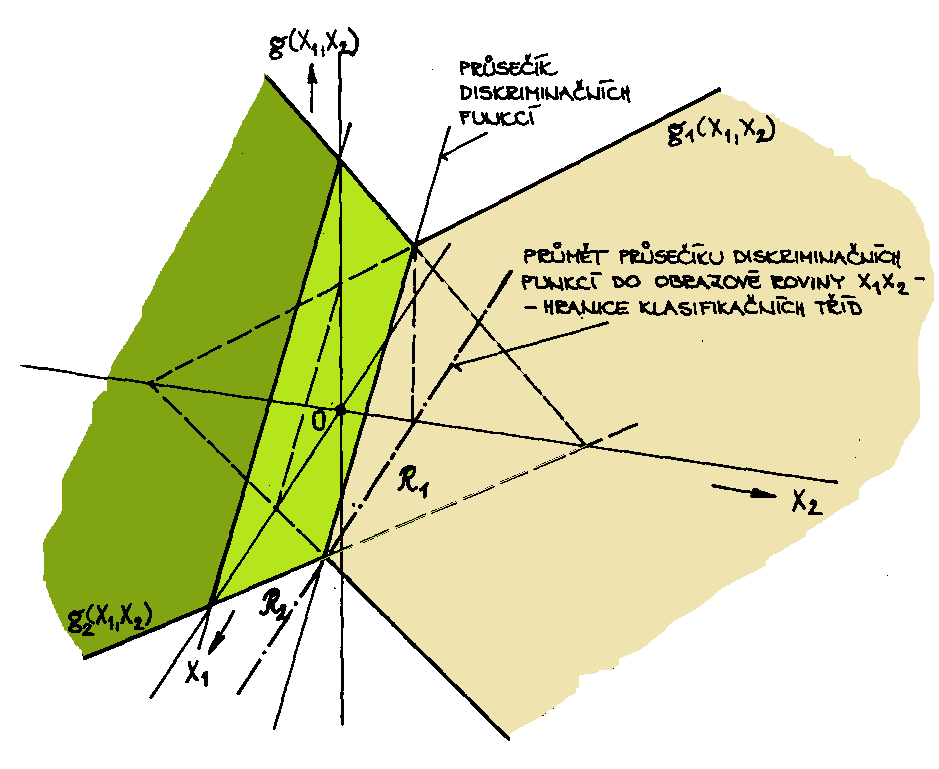 g(X₁,X₂)
PRŮSEČÍK
DISKRIMINAČNÍCH
FUNKCÍ
g₁(X₁,X₂)
PRŮMĚT PRŮSEČÍKU DISKRIMINAČNÍCH
FUNKCÍ DO OBRAZOVÉ ROVINY X₁X₂ -
- HRANICE KLASIFIKAČNÍCH TŘÍD
0
R₁
X₂
R₂
g₂(X₁,X₂)
X₁